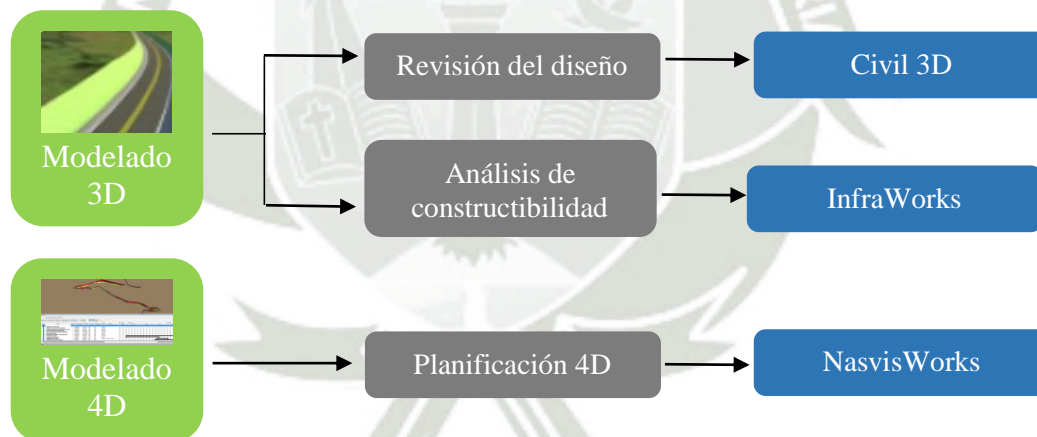 Modelado
3D
Revisión del diseño
Civil 3D
Análisis de
constructibilidad
InfraWorks
Modelado
4D
Planificación 4D
NasvisWorks